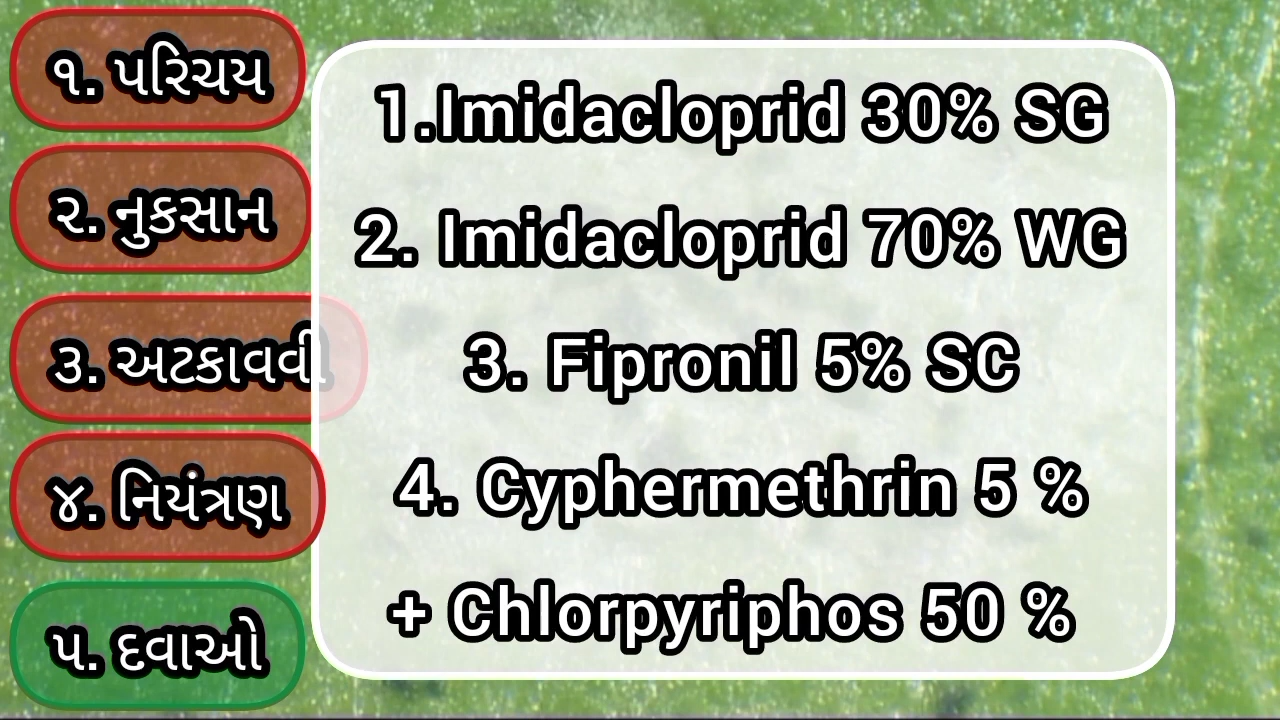 ૧. પરિચય
૨. નુકસાન
૩. અટકાવવી
૪. નિયંત્રણ
૫. દવાઓ
1.Imidacloprid 30% SG
2. Imidacloprid 70% WG
3. Fipronil 5% SC
4. Cyphermethrin 5 %
+ Chlorpyriphos 50 %